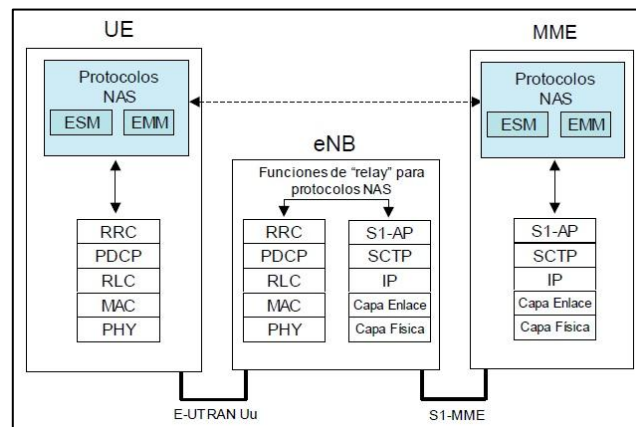 UE
Protocolos
NAS
ESM EMM
RRC
PDCP
RLC
MAC
PHY
eNB
Funciones de “relay” para
protocolos NAS
RRC
PDCP
RLC
MAC
PHY
S1-AP
SCTP
IP
Capa Enlace
Capa Física
MME
Protocolos
NAS
ESM EMM
S1-AP
SCTP
IP
Capa Enlace
Capa Física
E-UTRAN Uu
S1-MME